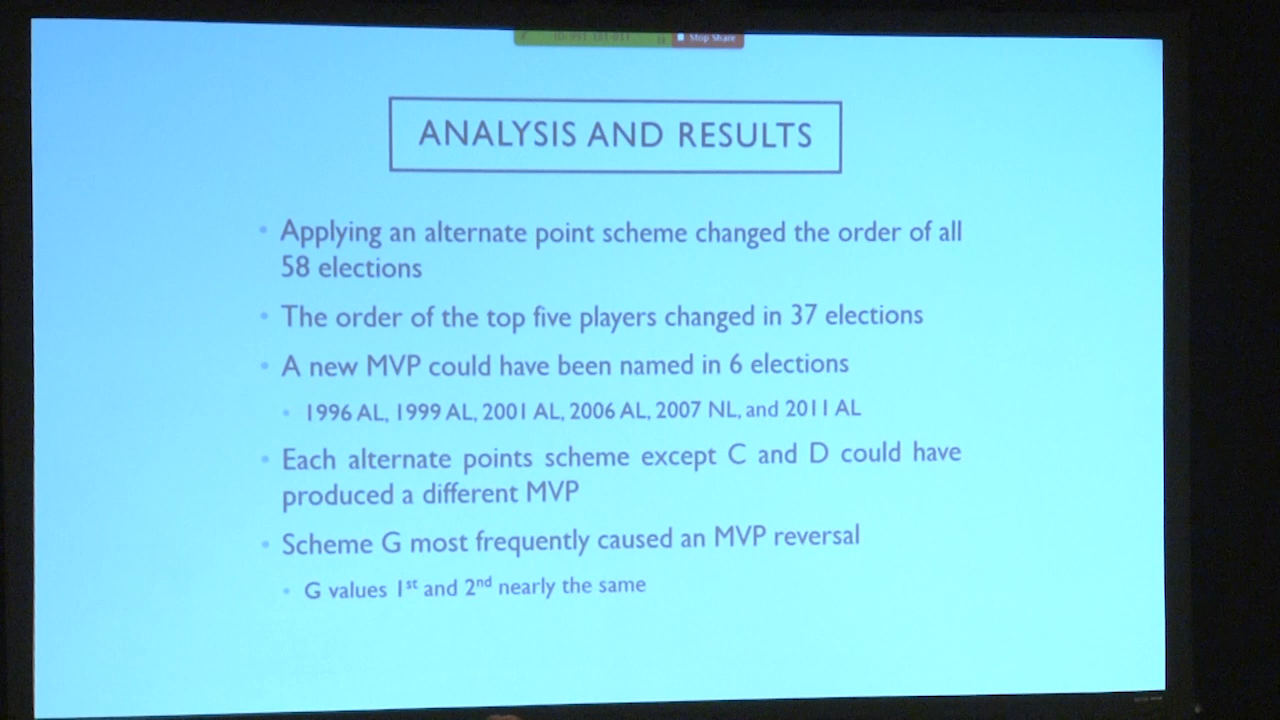 Stop Share
ANALYSIS AND RESULTS
• Applying an alternate point scheme changed the order of all
58 elections
• The order of the top five players changed in 37 elections
• A new MVP could have been named in 6 elections
• 1996 AL, 1999 AL, 2001 AL, 2006 AL, 2007 NL, and 2011 AL
• Each alternate points scheme except C and D could have
produced a different MVP
• Scheme G most frequently caused an MVP reversal
• G values 1st and 2nd nearly the same